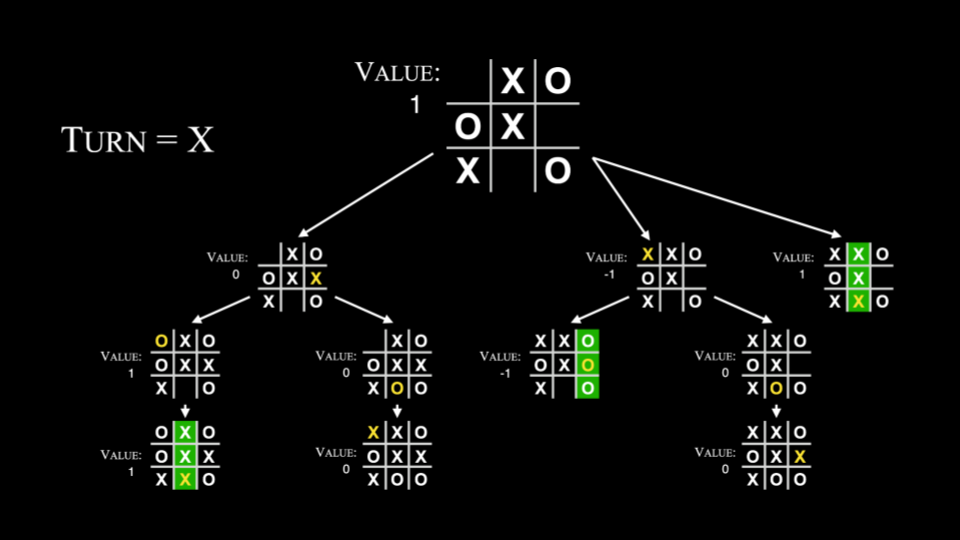 VALUE:
1
X O
O X
X O
TURN = X
VALUE:
0
X O
O X X
X O
VALUE:
-1
X X O
O X
X O
VALUE:
1
X X O
O X
X X O
VALUE:
1
O X O
O X X
X O
VALUE:
0
X O
O X X
X O O
VALUE:
-1
X X O
O X O
X O
VALUE:
0
X X O
O X
X O O
VALUE:
1
O X O
O X X
X X O
VALUE:
0
X X O
O X X
X O O
VALUE:
0
X X O
O X X
X O O